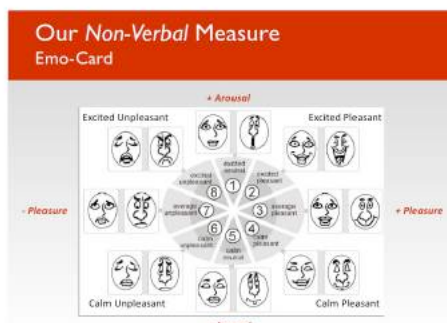 Our Non-Verbal Measure
Emo-Card
+ Arousal
Excited Unpleasant
Excited Pleasant
excited neutral
excited unpleasant
excited pleasant
8
1
2
- Pleasure
average unpleasant
7
3
average pleasant
+ Pleasure
6
5
4
calm unpleasant
calm neutral
calm pleasant
Calm Unpleasant
Calm Pleasant